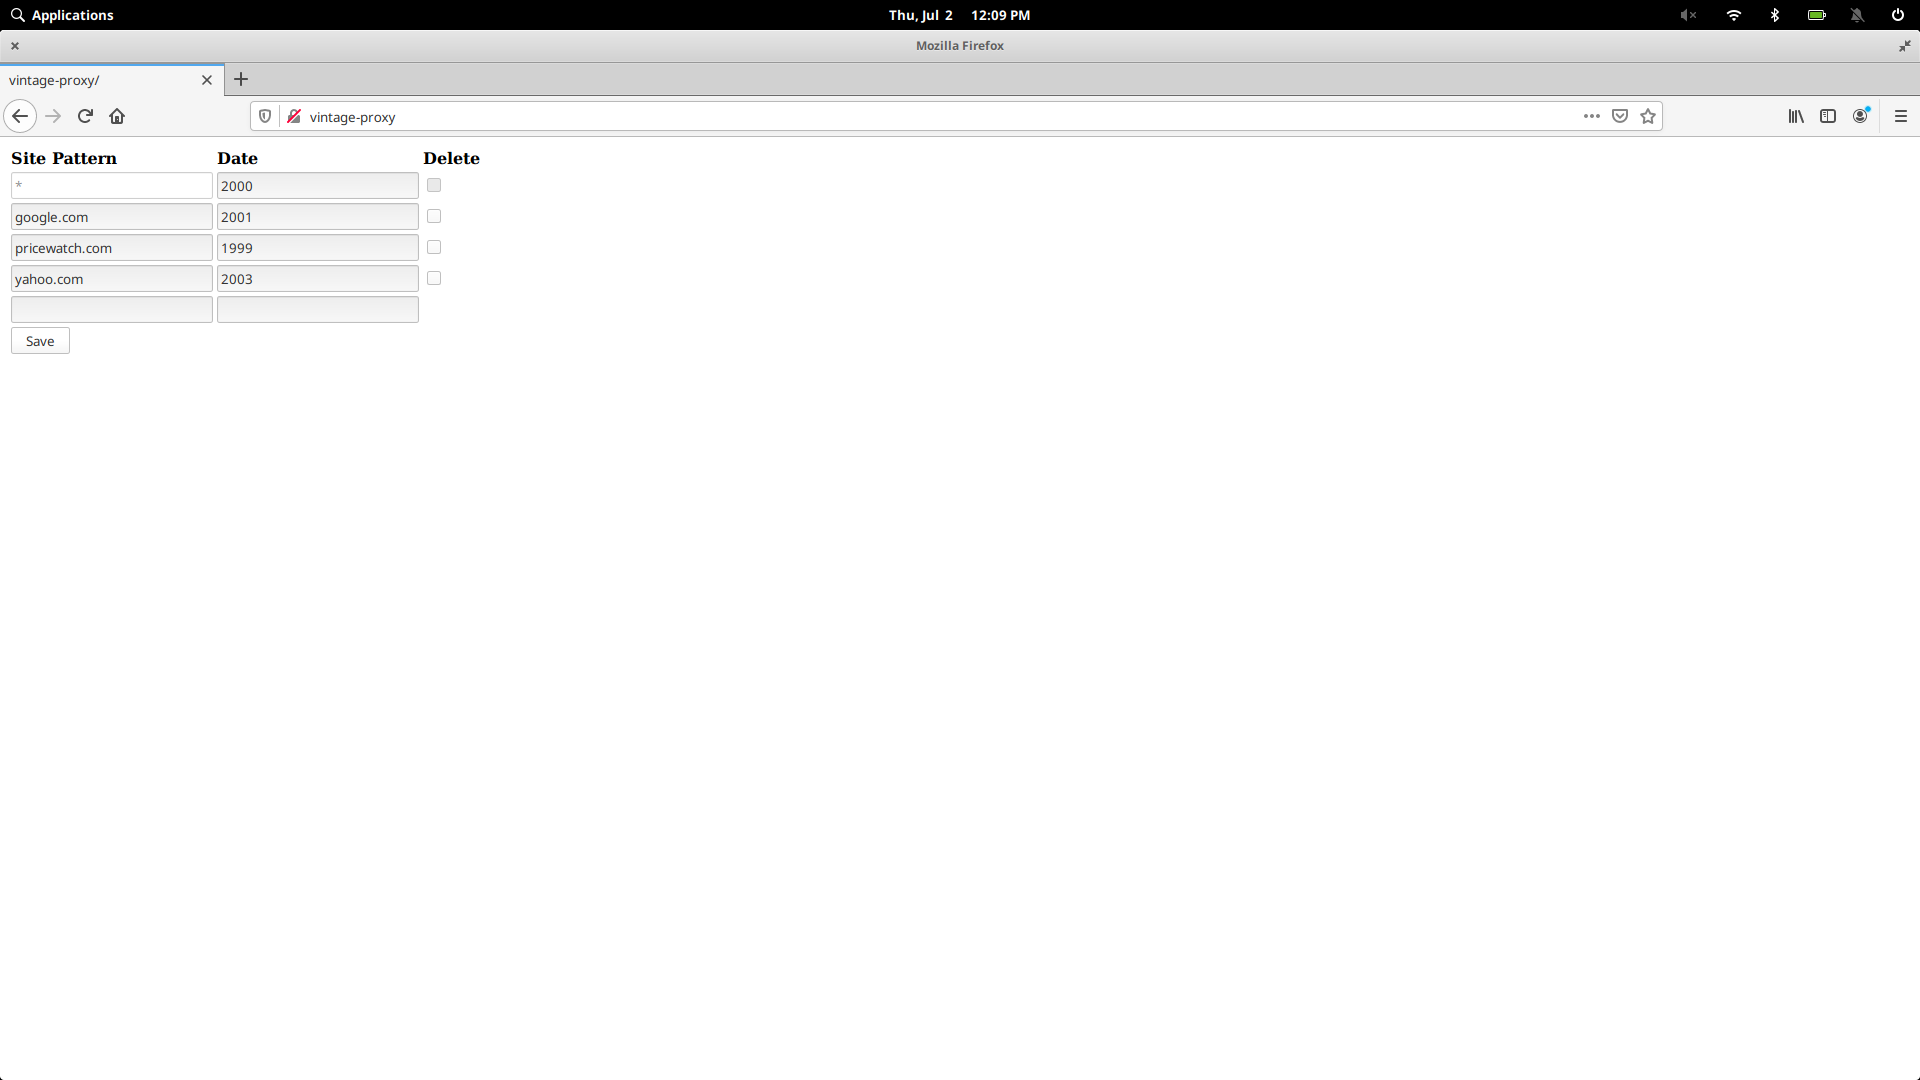 Applications Thu, Jul 2 12:09 PM
Mozilla Firefox
vintage-proxy/
vintage-proxy
Site Pattern Date Delete
* 2000
google.com 2001
pricewatch.com 1999
yahoo.com 2003
Save